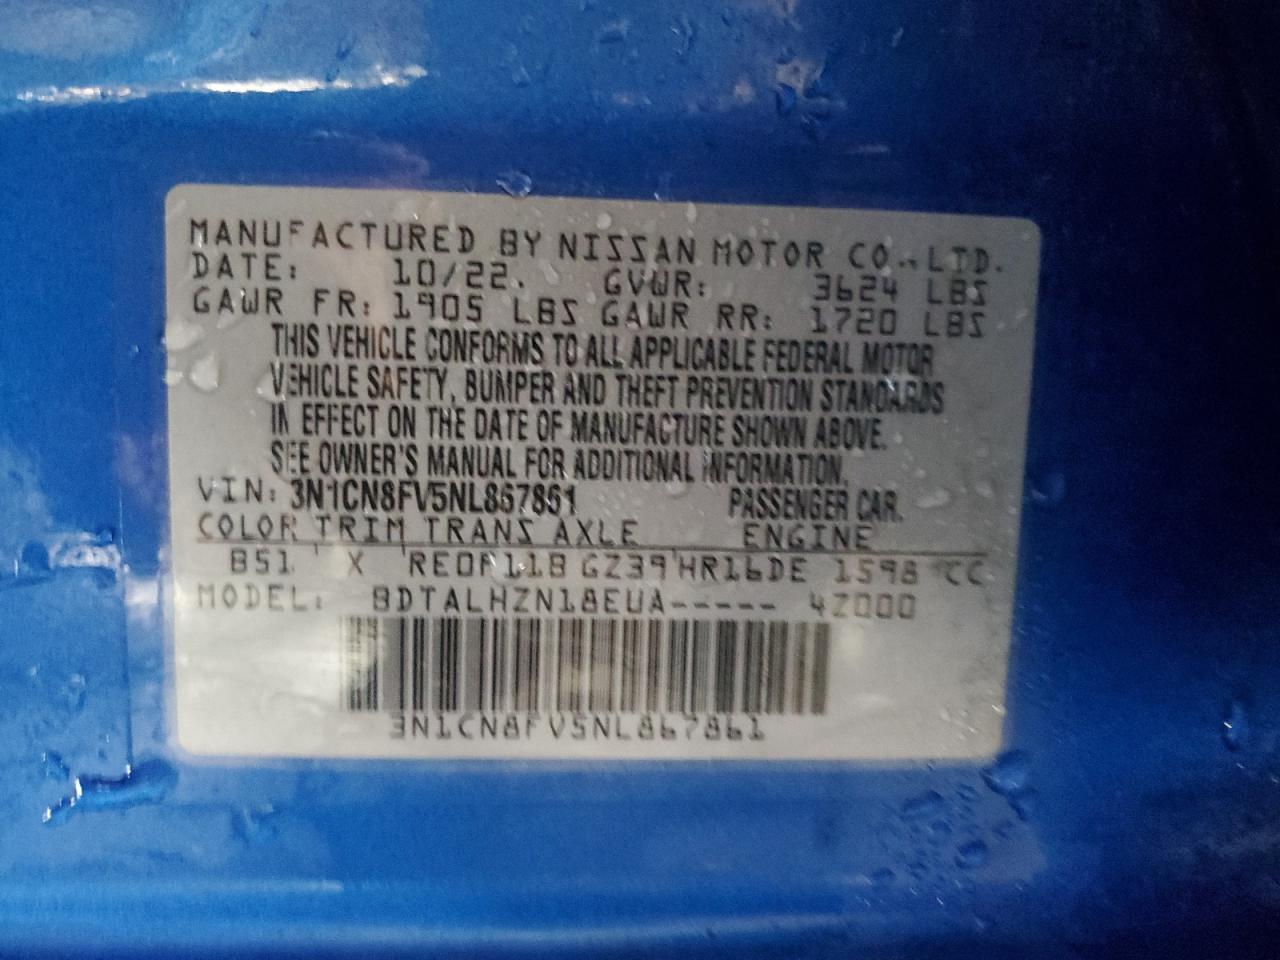 MANUFACTURED BY NISSAN MOTOR CO., LTD.
DATE: 10/22. GVWR: 3624 LBS
GAWR FR: 1905 LBS GAWR RR: 1720 LBS
THIS VEHICLE CONFORMS TO ALL APPLICABLE FEDERAL MOTOR
VEHICLE SAFETY, BUMPER AND THEFT PREVENTION STANDARDS
IN EFFECT ON THE DATE OF MANUFACTURE SHOWN ABOVE.
SEE OWNER'S MANUAL FOR ADDITIONAL INFORMATION.
VIN: 3N1CN8FV5NL867861 PASSENGER CAR.
COLOR TRIM TRANS AXLE ENGINE
B51 X RE0F11B GZ39 HR16DE 1598 CC
MODEL: BDTALHZN18EUA----- 4Z000
3N1CN8FV5NL867861